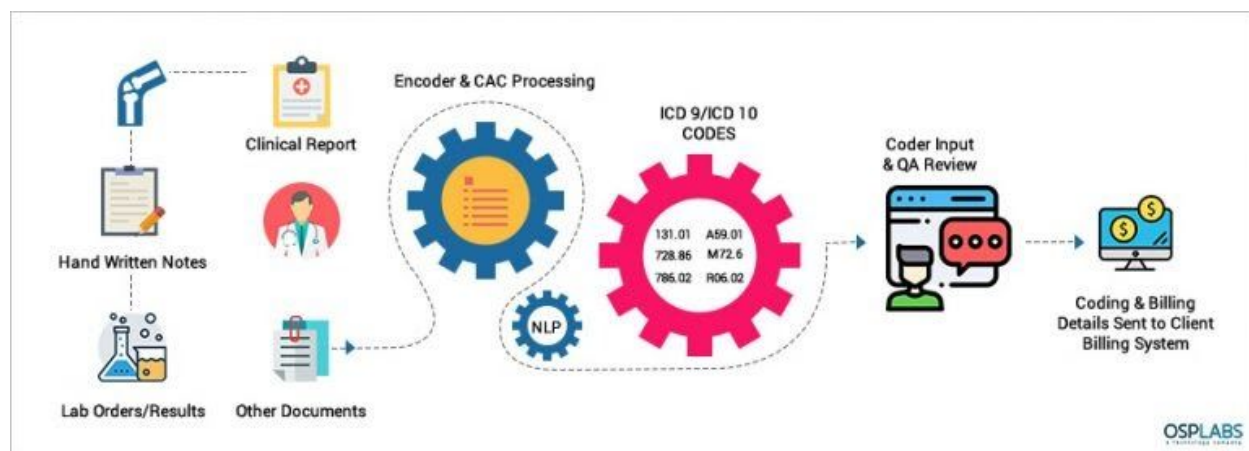 Clinical Report
Hand Written Notes
Lab Orders/Results
Other Documents
Encoder & CAC Processing
NLP
ICD 9/ICD 10
CODES
131.01 A59.01
728.86 M72.6
786.02 R06.02
Coder Input
& QA Review
$
$
Coding & Billing
Details Sent to Client
Billing System
OSPLABS
a technology company